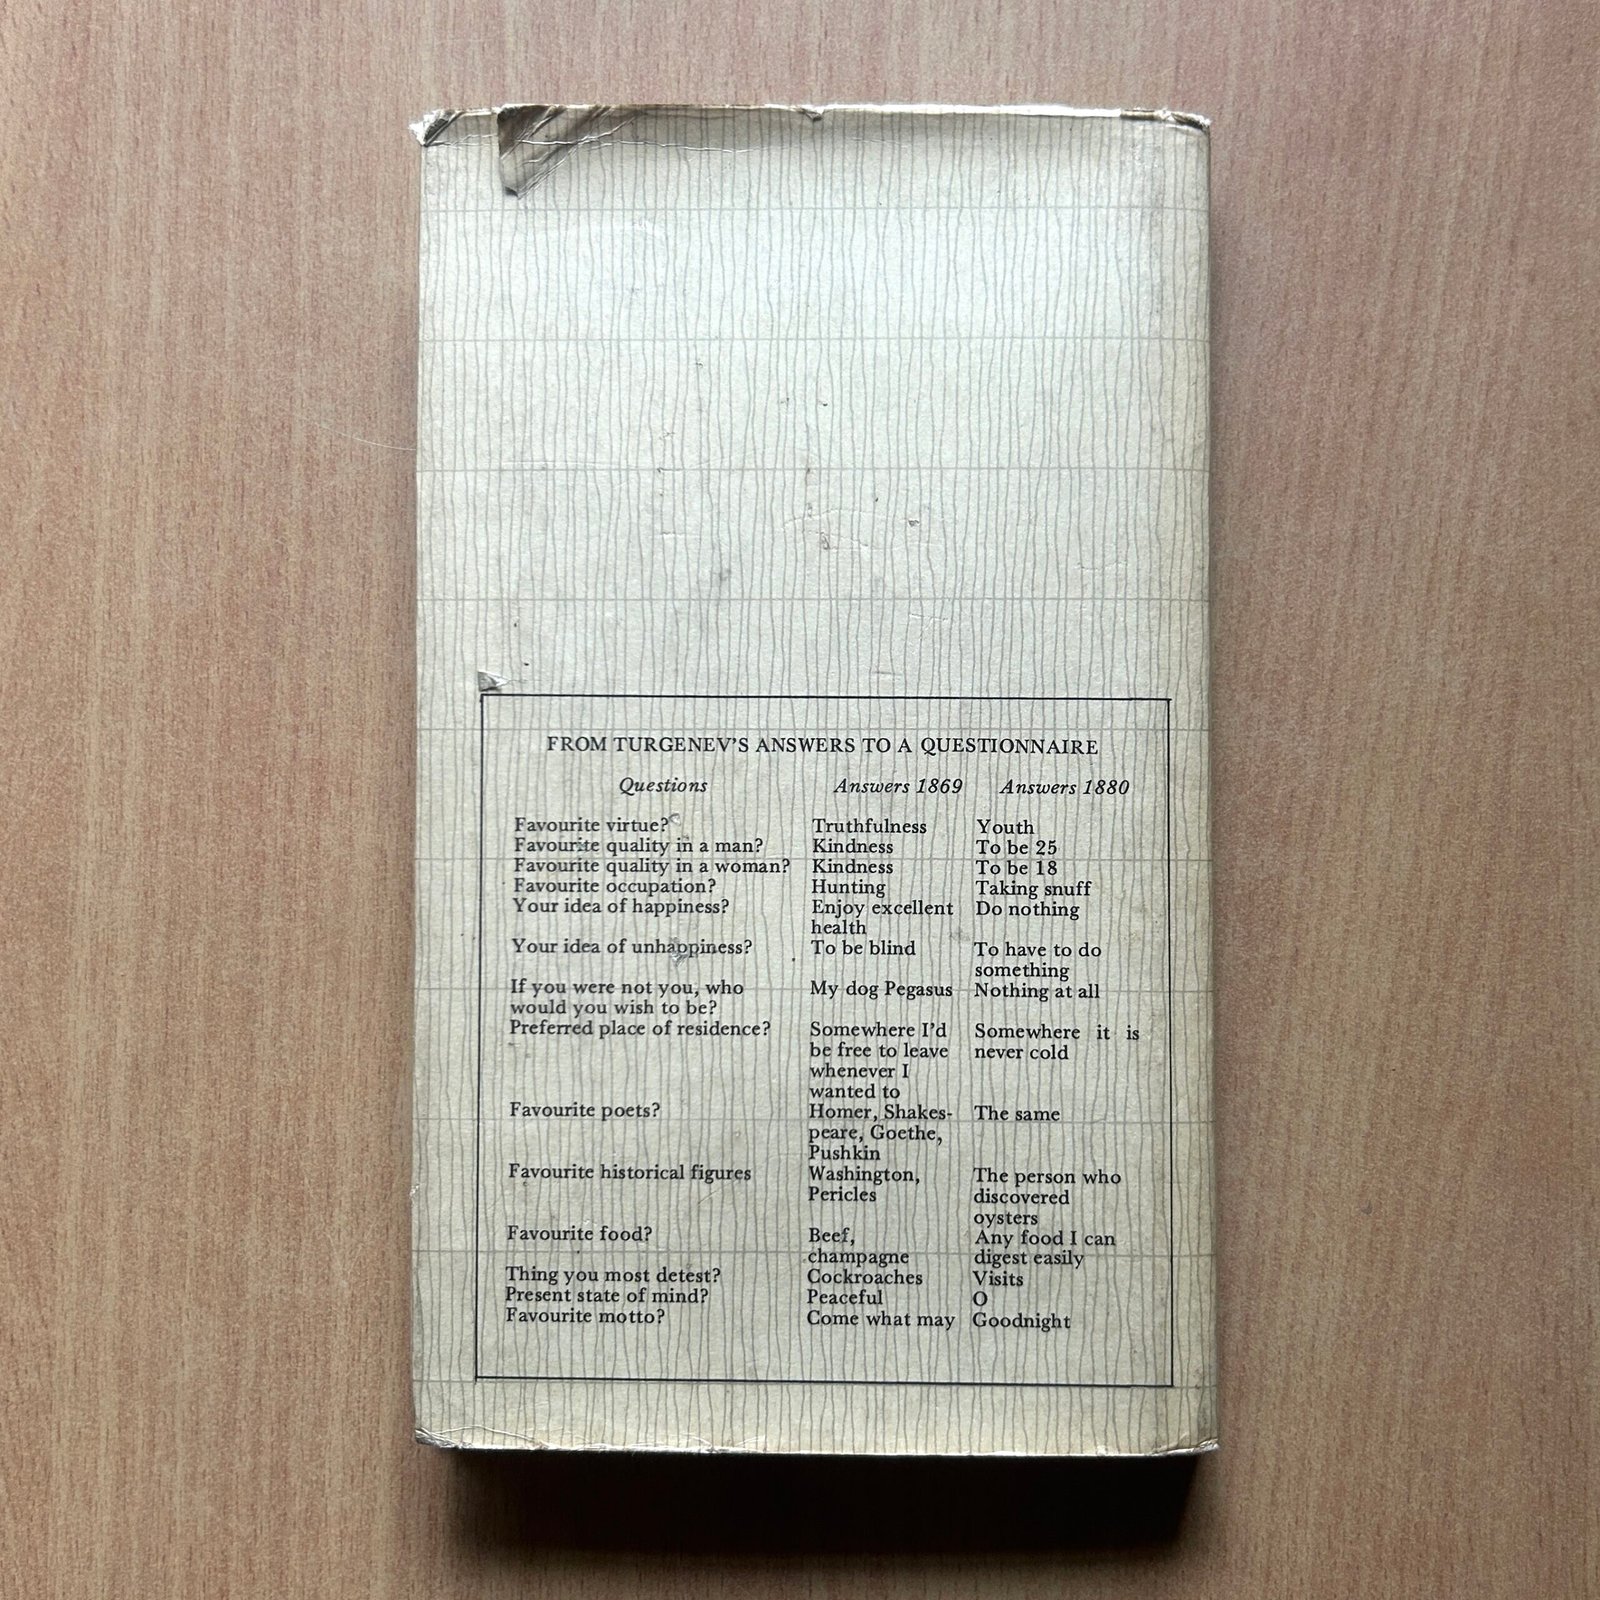 FROM TURGENEV'S ANSWERS TO A QUESTIONNAIRE
Questions Answers 1869 Answers 1880
Favourite virtue? Truthfulness Youth
Favourite quality in a man? Kindness To be 25
Favourite quality in a woman? Kindness To be 18
Favourite occupation? Hunting Taking snuff
Your idea of happiness? Enjoy excellent Do nothing
health
Your idea of unhappiness? To be blind To have to do
something
If you were not you, who My dog Pegasus Nothing at all
would you wish to be?
Preferred place of residence? Somewhere I'd Somewhere it is
be free to leave never cold
whenever I
wanted to
Favourite poets? Homer, Shakes- The same
peare, Goethe,
Pushkin
Favourite historical figures Washington, The person who
Pericles discovered
oysters
Favourite food? Beef, Any food I can
champagne digest easily
Thing you most detest? Cockroaches Visits
Present state of mind? Peaceful O
Favourite motto? Come what may Goodnight